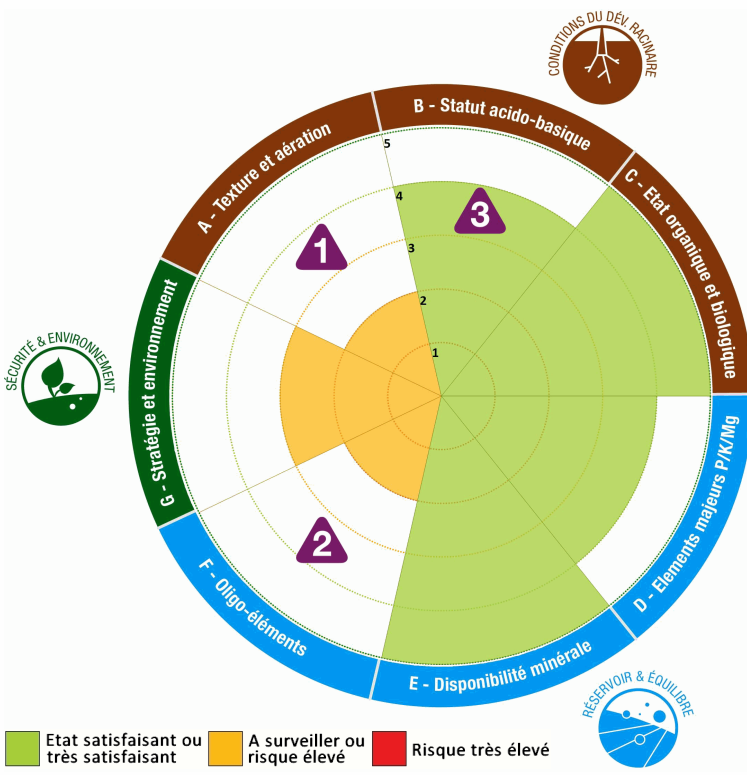 CONDITIONS DU DÉV. RACINAIRE
B - Statut acido-basique
A - Texture et aération
C - Etat organique et biologique
5
4
3
3
1
2
1
SÉCURITÉ & ENVIRONNEMENT
G - Stratégie et environnement
D - Elements majeurs P/K/Mg
2
F - Oligo-éléments
E - Disponibilité minérale
RÉSERVOIR & ÉQUILIBRE
Etat satisfaisant ou
très satisfaisant
A surveiller ou
risque élevé
Risque très élevé